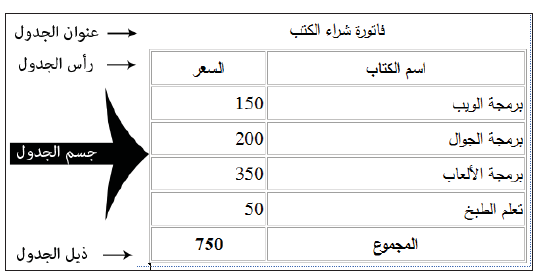 فاتورة شراء الكتب
عنوان الجدول
اسم الكتاب السعر
رأس الجدول
برمجة الويب 150
برمجة الجوال 200
جسم الجدول
برمجة الألعاب 350
تعلم الطبخ 50
المجموع 750
ذيل الجدول